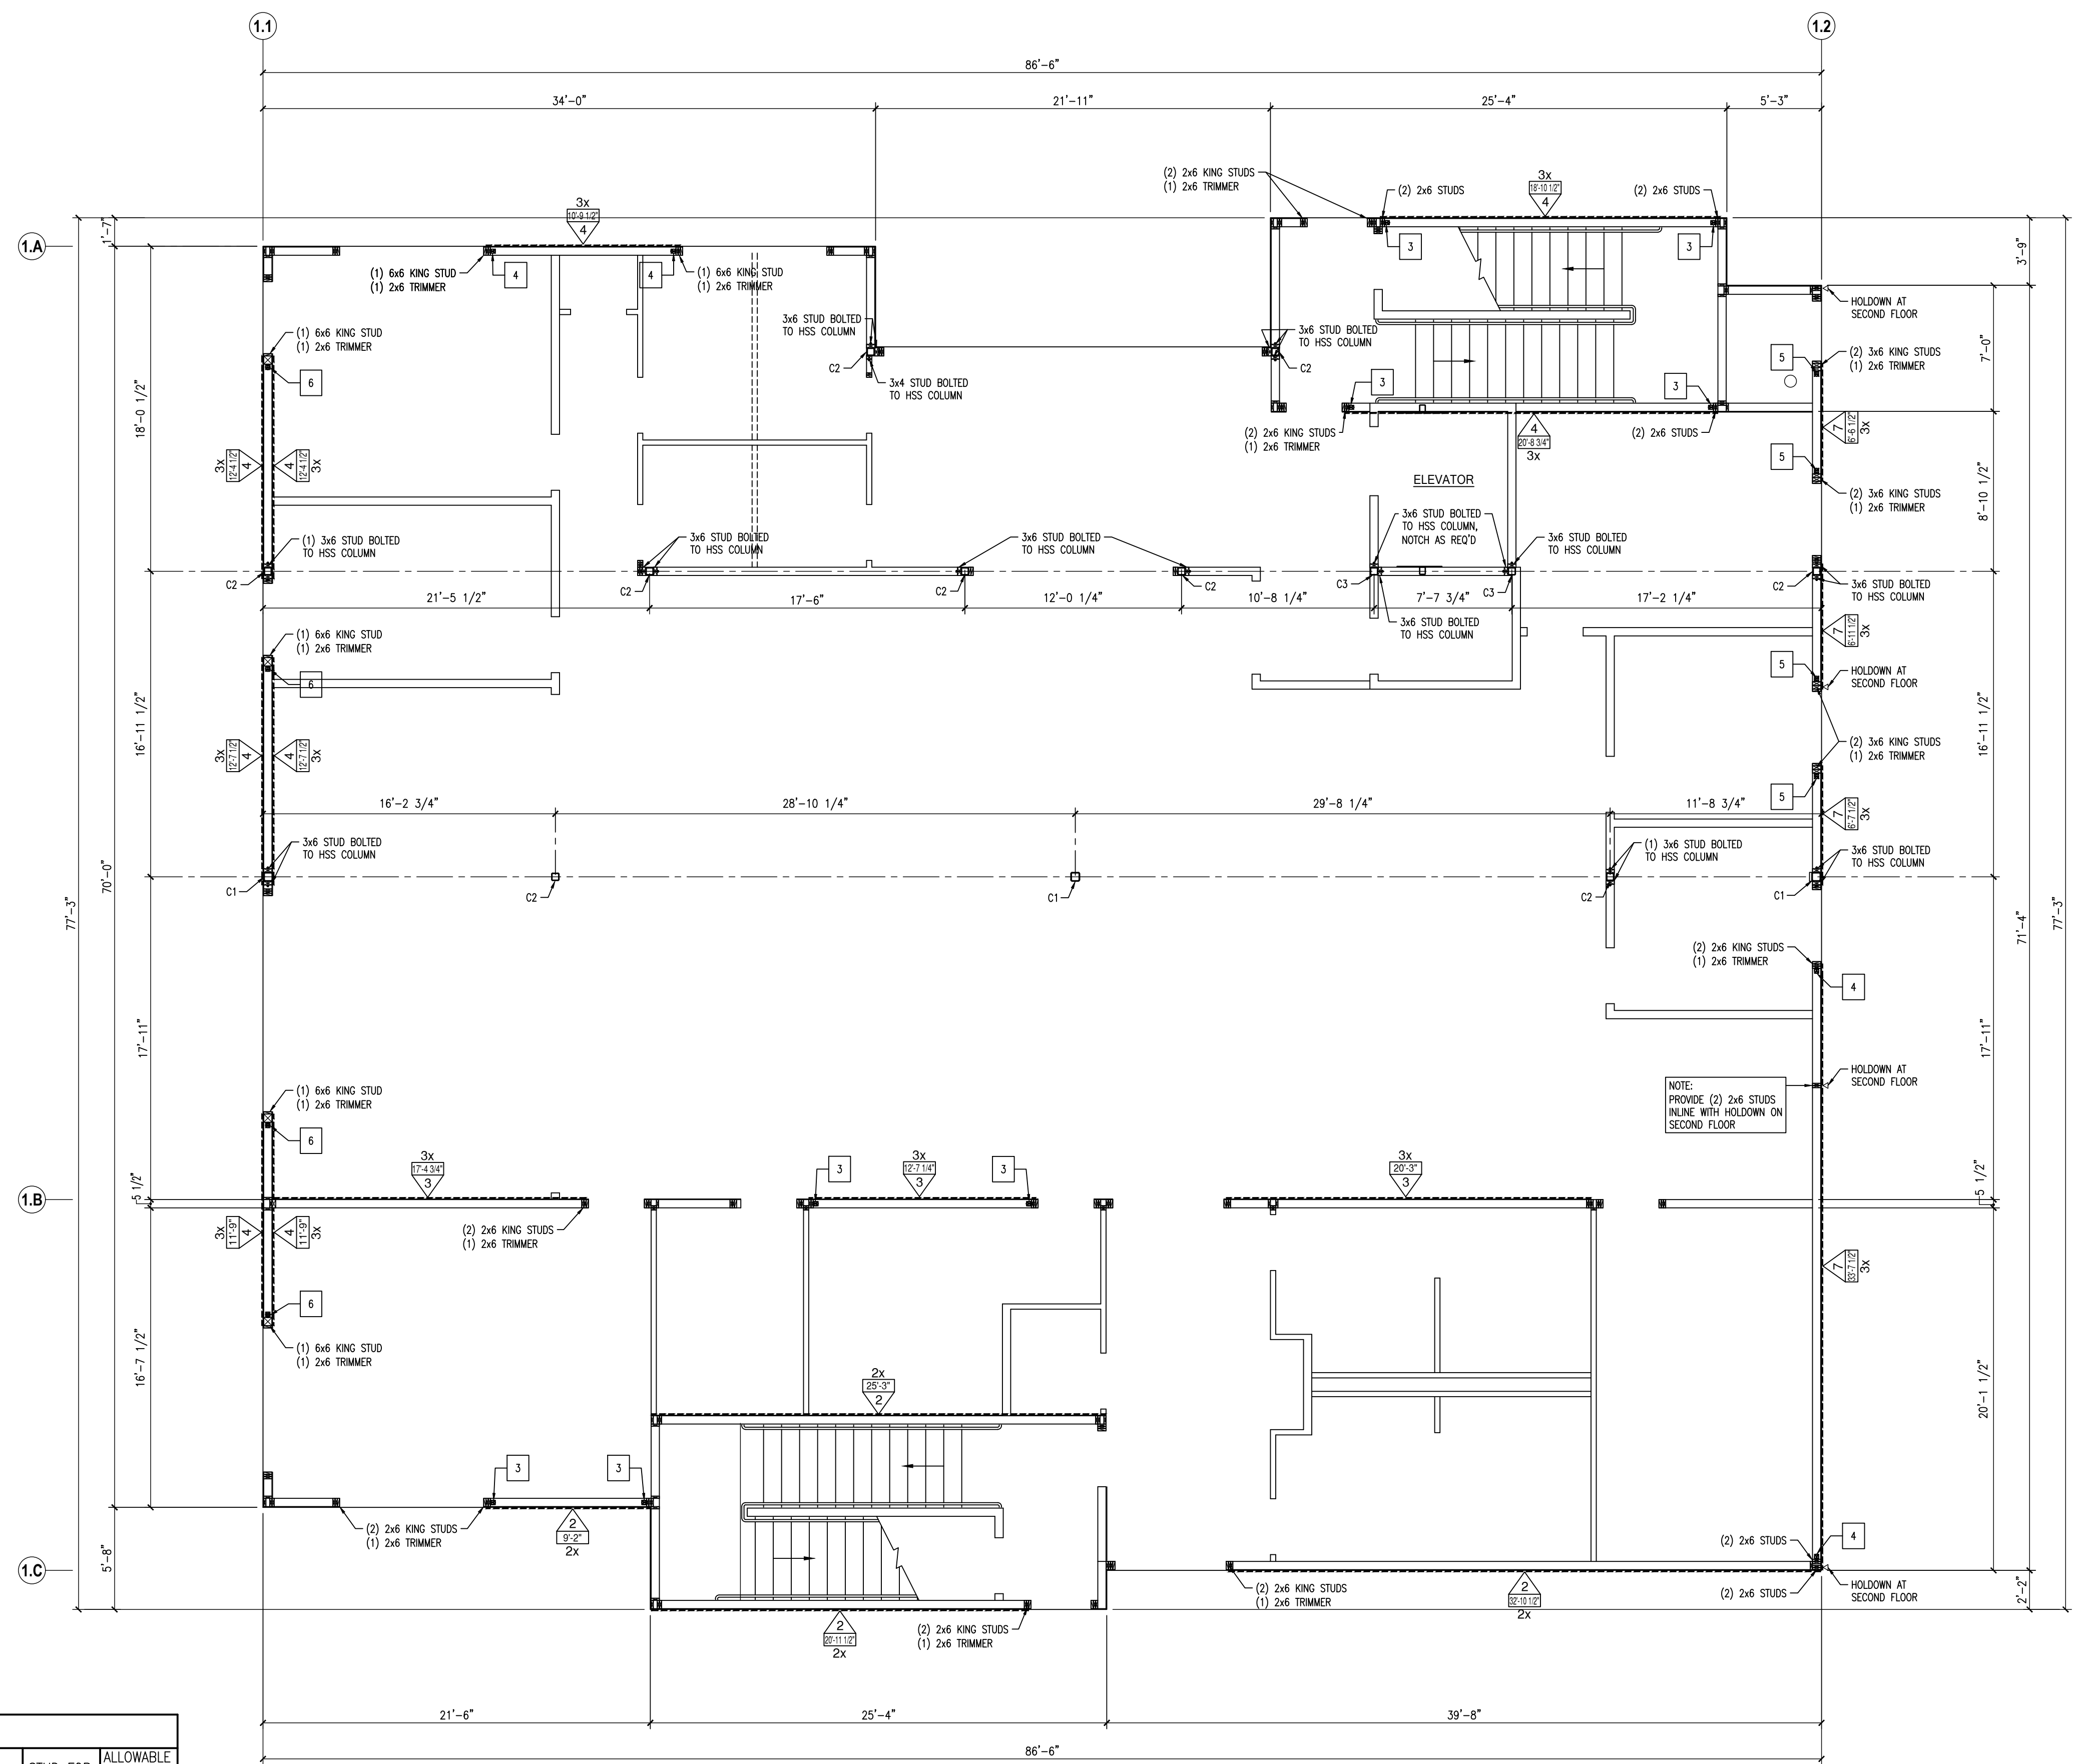 1.1
1.2
86'-6"
34'-0"
21'-11"
25'-4"
5'-3"
(2) 2x6 KING STUDS
(1) 2x6 TRIMMER
(2) 2x6 STUDS
3x
18'-10 1/2"
4
(2) 2x6 STUDS
3x
10'-9 1/2"
4
1'-7"
1.A
3
3
3'-9"
(1) 6x6 KING STUD
(1) 2x6 TRIMMER
4
4
(1) 6x6 KING STUD
(1) 2x6 TRIMMER
HOLDOWN AT
SECOND FLOOR
3x6 STUD BOLTED
TO HSS COLUMN
3x6 STUD BOLTED
TO HSS COLUMN
(1) 6x6 KING STUD
(1) 2x6 TRIMMER
C2
C2
5
(2) 3x6 KING STUDS
(1) 2x6 TRIMMER
7'-0"
6
3x4 STUD BOLTED
TO HSS COLUMN
3
3
18'-0 1/2"
(2) 2x6 KING STUDS
(1) 2x6 TRIMMER
4
20'-8 3/4"
3x
(2) 2x6 STUDS
7
6'-6 1/2"
3x
3x
12'-4 1/2"
4
4
12'-4 1/2"
3x
5
ELEVATOR
(2) 3x6 KING STUDS
(1) 2x6 TRIMMER
8'-10 1/2"
3x6 STUD BOLTED
TO HSS COLUMN,
NOTCH AS REQ'D
(1) 3x6 STUD BOLTED
TO HSS COLUMN
3x6 STUD BOLTED
TO HSS COLUMN
3x6 STUD BOLTED
TO HSS COLUMN
3x6 STUD BOLTED
TO HSS COLUMN
C2
C2
C2
C2
C3
C3
C2
3x6 STUD BOLTED
TO HSS COLUMN
21'-5 1/2"
17'-6"
12'-0 1/4"
10'-8 1/4"
7'-7 3/4"
17'-2 1/4"
3x6 STUD BOLTED
TO HSS COLUMN
7
6'-11 1/2"
3x
(1) 6x6 KING STUD
(1) 2x6 TRIMMER
5
HOLDOWN AT
SECOND FLOOR
6
16'-11 1/2"
16'-11 1/2"
3x
12'-7 1/2"
4
4
12'-7 1/2"
3x
(2) 3x6 KING STUDS
(1) 2x6 TRIMMER
5
16'-2 3/4"
28'-10 1/4"
29'-8 1/4"
11'-8 3/4"
7
6'-7 1/2"
3x
3x6 STUD BOLTED
TO HSS COLUMN
(1) 3x6 STUD BOLTED
TO HSS COLUMN
3x6 STUD BOLTED
TO HSS COLUMN
C1
C2
C1
C2
C1
77'-3"
70'-0"
71'-4"
77'-3"
(2) 2x6 KING STUDS
(1) 2x6 TRIMMER
4
17'-11"
17'-11"
HOLDOWN AT
SECOND FLOOR
NOTE:
PROVIDE (2) 2x6 STUDS
INLINE WITH HOLDOWN ON
SECOND FLOOR
(1) 6x6 KING STUD
(1) 2x6 TRIMMER
6
3x
17'-4 3/4"
3
3
3x
12'-7 1/4"
3
3
3x
20'-3"
3
5 1/2"
5 1/2"
1.B
3x
11'-9"
4
4
11'-9"
3x
(2) 2x6 KING STUDS
(1) 2x6 TRIMMER
7
33'-7 1/2"
3x
6
(1) 6x6 KING STUD
(1) 2x6 TRIMMER
16'-7 1/2"
20'-1 1/2"
2x
25'-3"
2
3
3
(2) 2x6 KING STUDS
(1) 2x6 TRIMMER
2
9'-2"
2x
(2) 2x6 STUDS
4
1.C
5'-8"
(2) 2x6 KING STUDS
(1) 2x6 TRIMMER
2
32'-10 1/2"
2x
(2) 2x6 STUDS
HOLDOWN AT
SECOND FLOOR
2'-2"
2
20'-11 1/2"
2x
(2) 2x6 KING STUDS
(1) 2x6 TRIMMER
21'-6"
25'-4"
39'-8"
86'-6"
ALLOWABLE